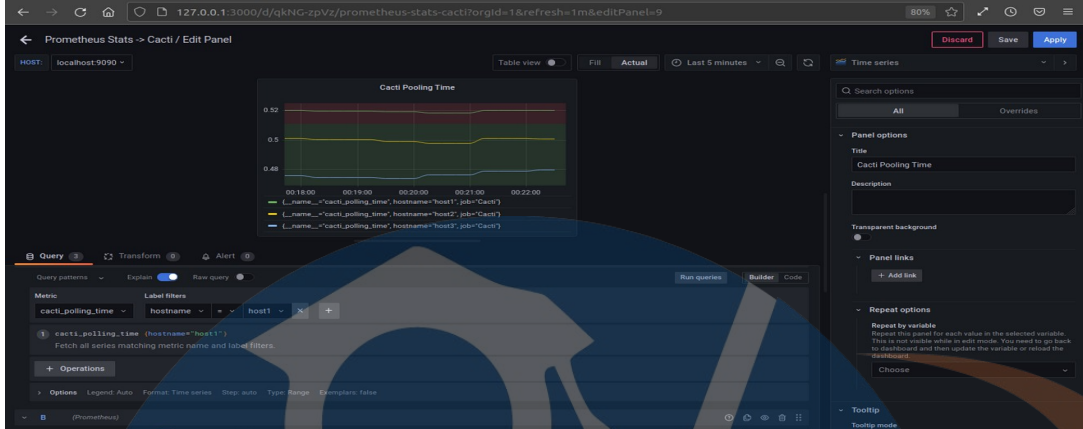 127.0.0.1:3000/d/qkNG-zpVz/prometheus-stats-cacti?orgId=1&refresh=1m&editPanel=9
80%
Prometheus Stats -> Cacti / Edit Panel
Discard Save Apply
HOST: localhost:9090
Table view Fill Actual Last 5 minutes
Time series
Search options
All Overrides
Cacti Pooling Time
0.52
0.5
0.48
00:18:00 00:19:00 00:20:00 00:21:00 00:22:00
{__name__="cacti_polling_time", hostname="host1", job="Cacti"}
{__name__="cacti_polling_time", hostname="host2", job="Cacti"}
{__name__="cacti_polling_time", hostname="host3", job="Cacti"}
Panel options
Title
Cacti Pooling Time
Description
Transparent background
Panel links
+ Add link
Repeat options
Repeat by variable
Repeat this panel for each value in the selected variable.
This is not visible while in edit mode. You need to go back
to dashboard and then update the variable or reload the
dashboard.
Choose
Tooltip
Tooltip mode
Query 3 Transform 0 Alert 0
Query patterns Explain Raw query Run queries Builder Code
Metric Label filters
cacti_polling_time hostname = host1 × +
1 cacti_polling_time {hostname="host1"}
Fetch all series matching metric name and label filters.
+ Operations
> Options Legend: Auto Format: Time series Step: auto Type: Range Exemplars: false
B (Prometheus)